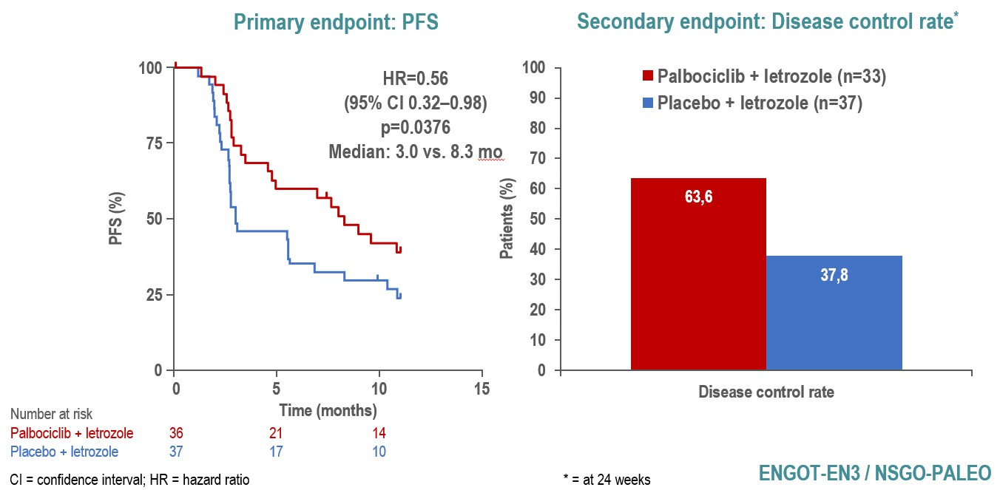 Primary endpoint: PFS
HR=0.56
(95% CI 0.32–0.98)
p=0.0376
Median: 3.0 vs. 8.3 mo
100
75
50
25
0
PFS (%)
0
5
10
15
Time (months)
Number at risk
Palbociclib + letrozole 36 21 14
Placebo + letrozole 37 17 10
CI = confidence interval; HR = hazard ratio
Secondary endpoint: Disease control rate*
Palbociclib + letrozole (n=33)
Placebo + letrozole (n=37)
100
90
80
70
60
50
40
30
20
10
0
Patients (%)
63,6
37,8
Disease control rate
* = at 24 weeks
ENGOT-EN3 / NSGO-PALEO